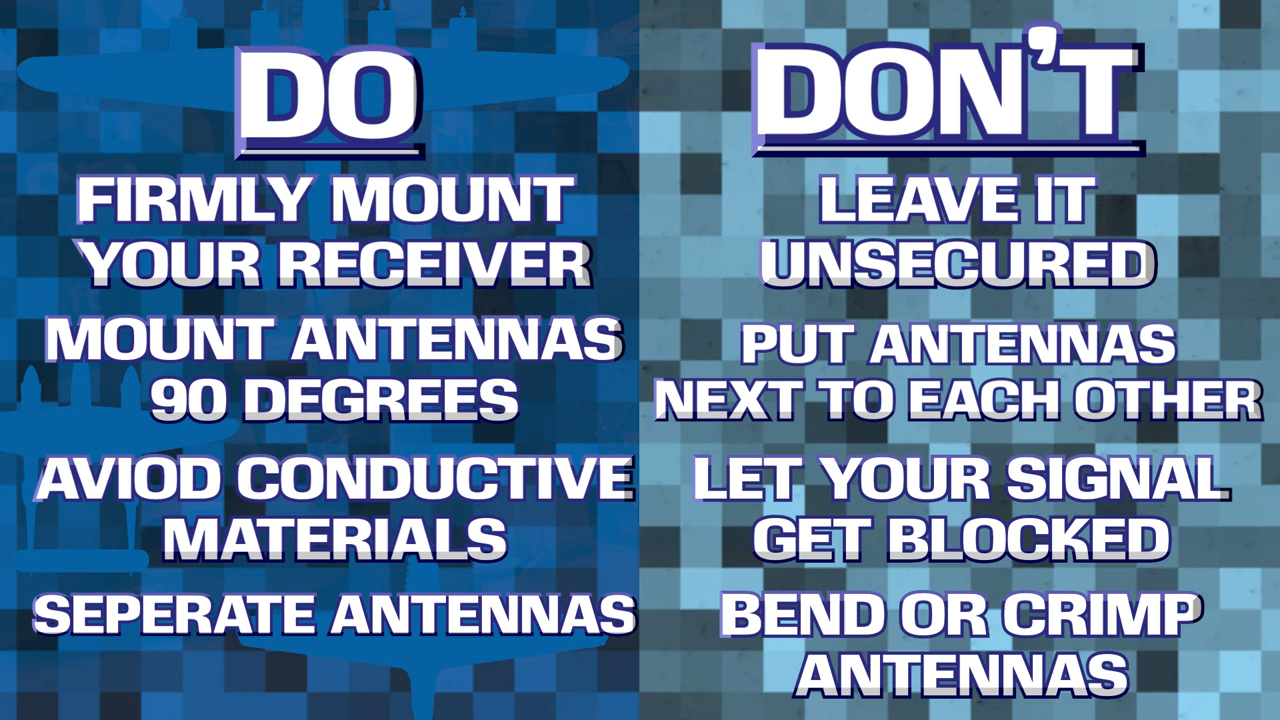 DO
FIRMLY MOUNT
YOUR RECEIVER
MOUNT ANTENNAS
90 DEGREES
AVIOD CONDUCTIVE
MATERIALS
SEPERATE ANTENNAS
DON'T
LEAVE IT
UNSECURED
PUT ANTENNAS
NEXT TO EACH OTHER
LET YOUR SIGNAL
GET BLOCKED
BEND OR CRIMP
ANTENNAS